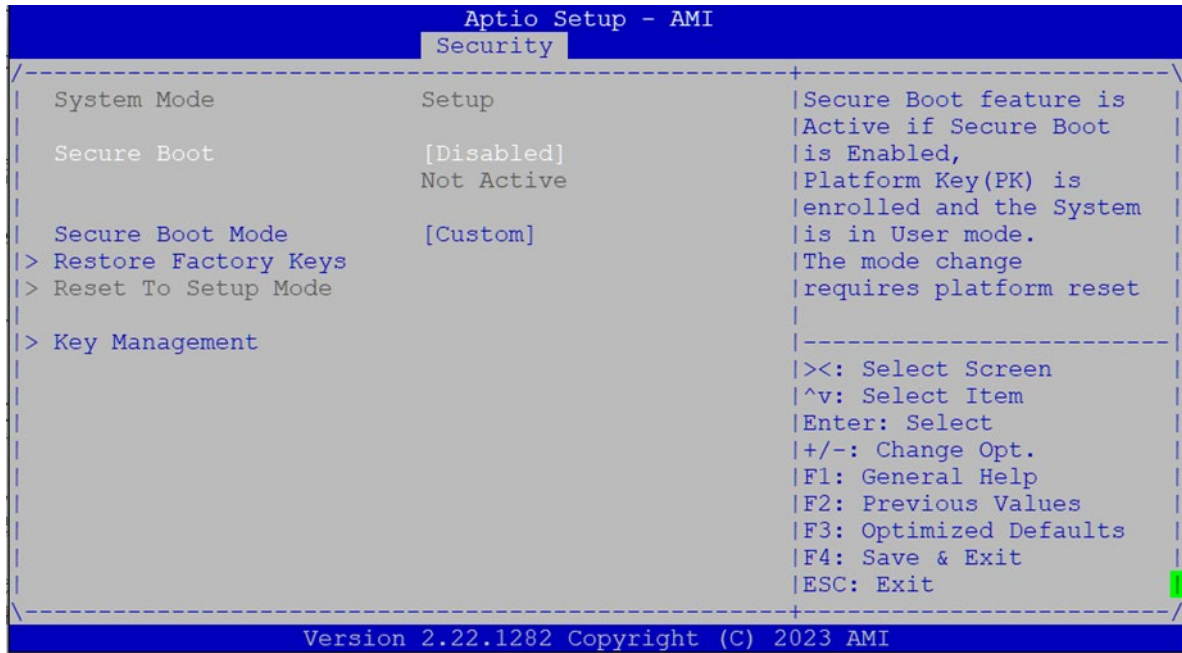 Aptio Setup - AMI
Security
/----------------------------------------------------+-------------------------\
| System Mode Setup |Secure Boot feature is |
| |Active if Secure Boot |
| Secure Boot [Disabled] |is Enabled, |
| Not Active |Platform Key(PK) is |
| |enrolled and the System |
| Secure Boot Mode [Custom] |is in User mode. |
|> Restore Factory Keys |The mode change |
|> Reset To Setup Mode |requires platform reset |
| | |
|> Key Management |-------------------------|
| |><: Select Screen |
| |^v: Select Item |
| |Enter: Select |
| |+/-: Change Opt. |
| |F1: General Help |
| |F2: Previous Values |
| |F3: Optimized Defaults |
| |F4: Save & Exit |
| |ESC: Exit |
\----------------------------------------------------+-------------------------/
Version 2.22.1282 Copyright (C) 2023 AMI